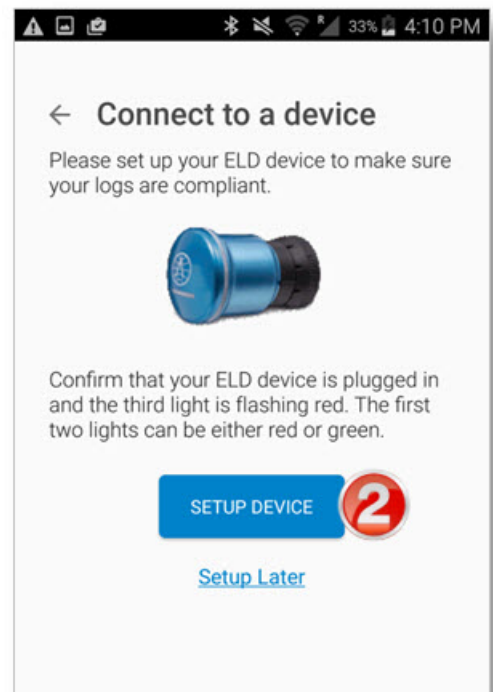 R 33% 4:10 PM
← Connect to a device
Please set up your ELD device to make sure
your logs are compliant.
Confirm that your ELD device is plugged in
and the third light is flashing red. The first
two lights can be either red or green.
SETUP DEVICE 2
Setup Later